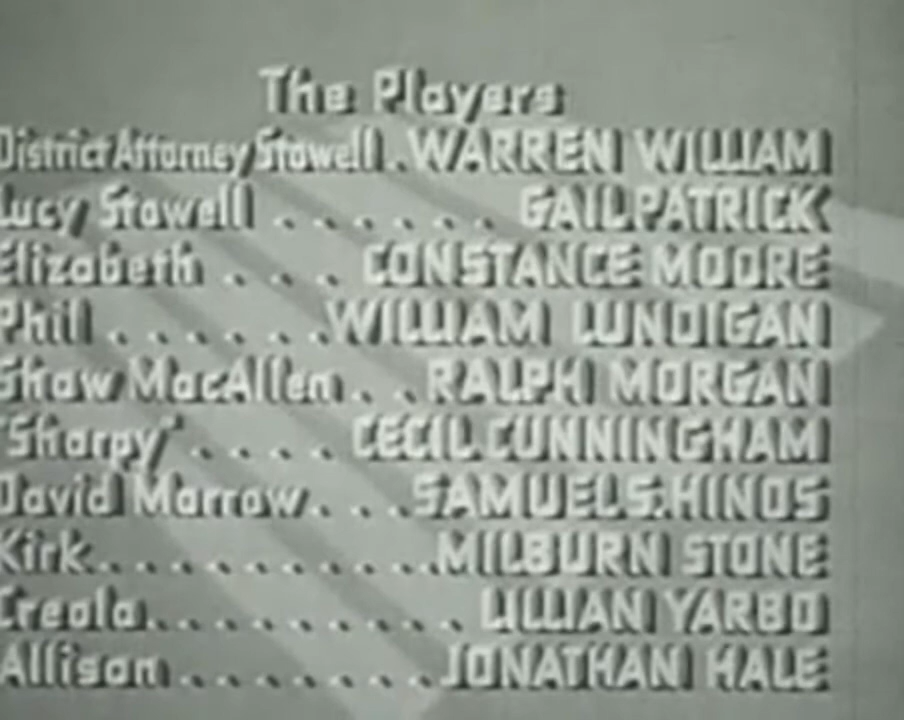 The Players
District Attorney Stowell . . WARREN WILLIAM
Lucy Stowell . . . . . . . GAIL PATRICK
Elizabeth . . . . CONSTANCE MOORE
Phil . . . . . . . WILLIAM LUNDIGAN
Shaw MacAllen . . . RALPH MORGAN
"Sharpy" . . . . . CECIL CUNNINGHAM
David Marrow . . . . SAMUEL S. HINDS
Kirk . . . . . . . . . . . . . MILBURN STONE
Creola . . . . . . . . . . . LILLIAN YARBO
Allison . . . . . . . . . . JONATHAN HALE